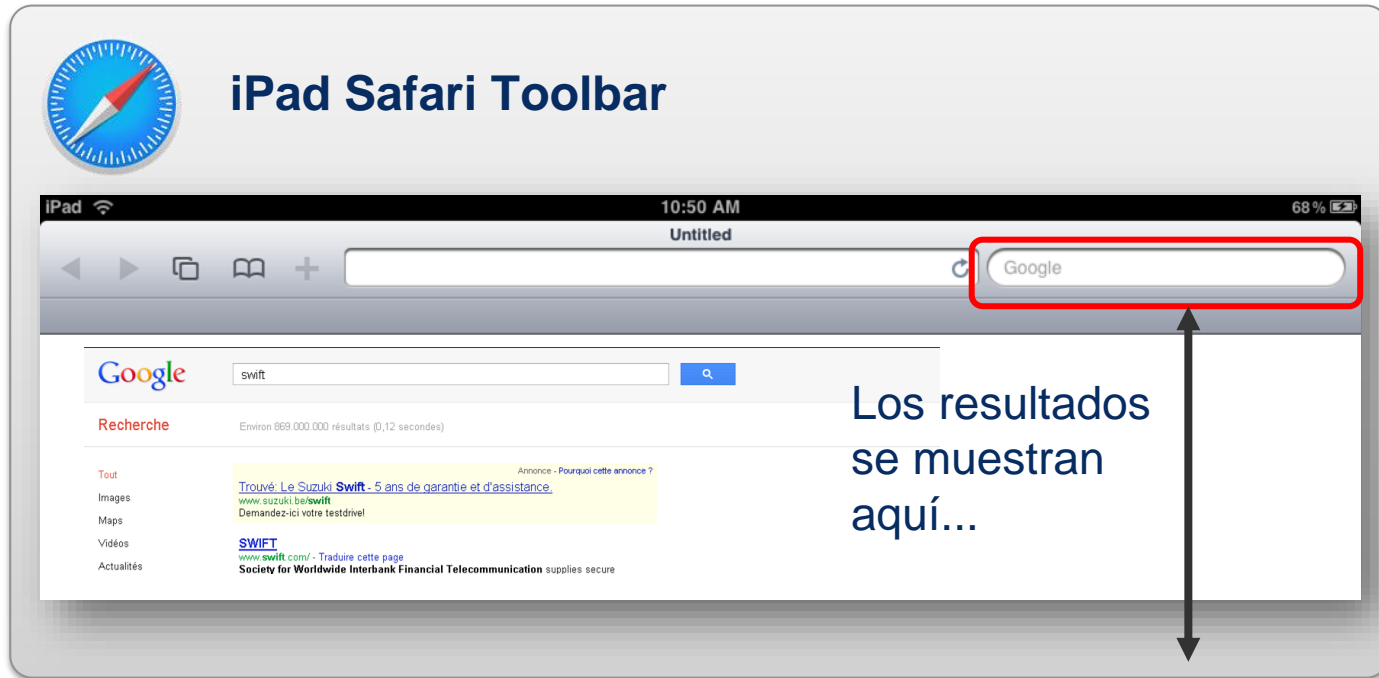 iPad Safari Toolbar
iPad 10:50 AM 68%
Untitled
Google
Google swift
Recherche Environ 869.000.000 résultats (0,12 secondes)
Los resultados
se muestran
aquí...
Tout
Images
Maps
Vidéos
Actualités
Annonce - Pourquoi cette annonce ?
Trouvé: Le Suzuki Swift - 5 ans de garantie et d'assistance.
www.suzuki.be/swift
Demandez-ici votre testdrive!
SWIFT
www.swift.com/ - Traduire cette page
Society for Worldwide Interbank Financial Telecommunication supplies secure